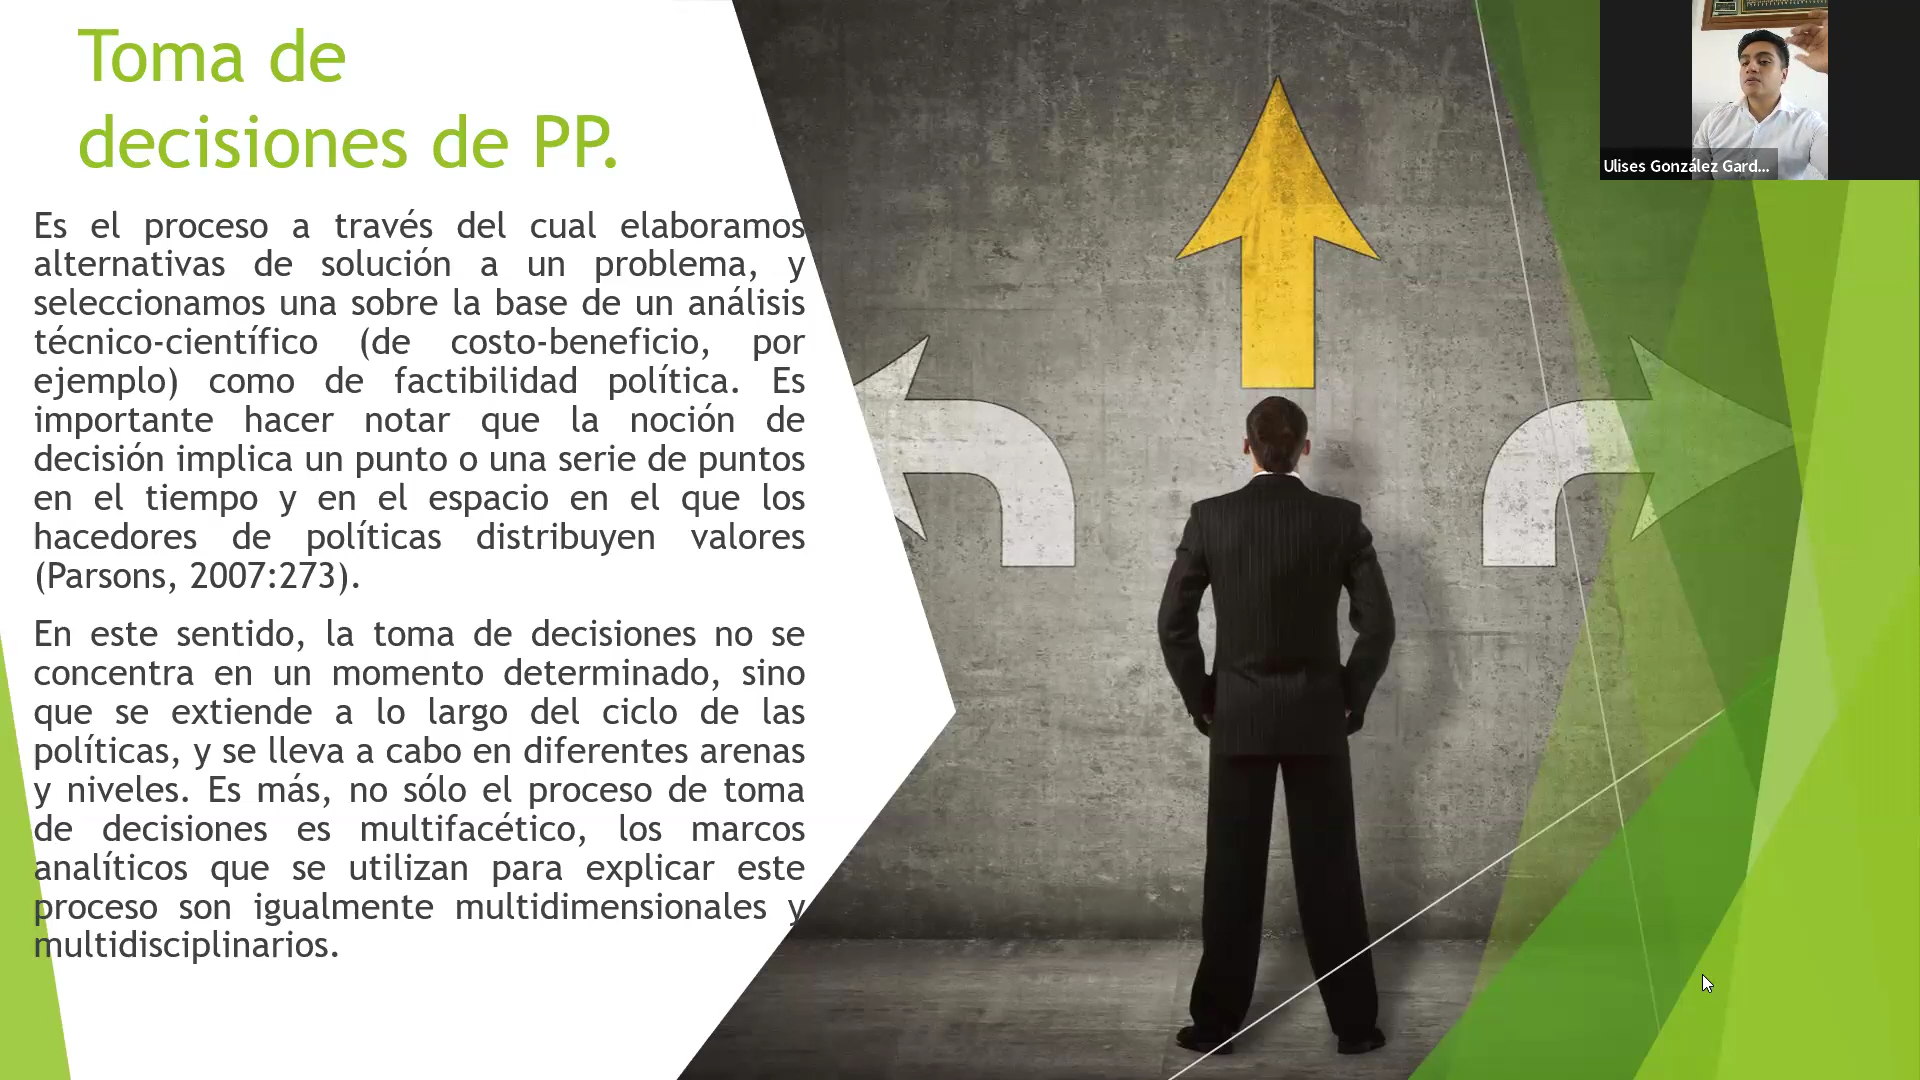 Toma de
decisiones de PP.
Es el proceso a través del cual elaboramos
alternativas de solución a un problema, y
seleccionamos una sobre la base de un análisis
técnico-científico (de costo-beneficio, por
ejemplo) como de factibilidad política. Es
importante hacer notar que la noción de
decisión implica un punto o una serie de puntos
en el tiempo y en el espacio en el que los
hacedores de políticas distribuyen valores
(Parsons, 2007:273).
En este sentido, la toma de decisiones no se
concentra en un momento determinado, sino
que se extiende a lo largo del ciclo de las
políticas, y se lleva a cabo en diferentes arenas
y niveles. Es más, no sólo el proceso de toma
de decisiones es multifacético, los marcos
analíticos que se utilizan para explicar este
proceso son igualmente multidimensionales y
multidisciplinarios.
Ulises González Gard...